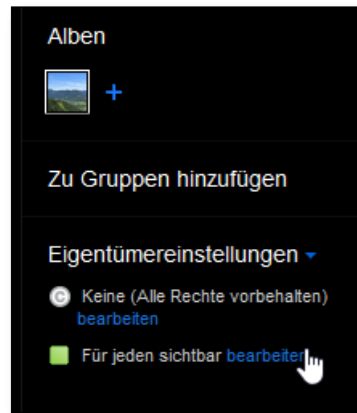 Alben
+
Zu Gruppen hinzufügen
Eigentümereinstellungen
© Keine (Alle Rechte vorbehalten)
bearbeiten
Für jeden sichtbar bearbeiten